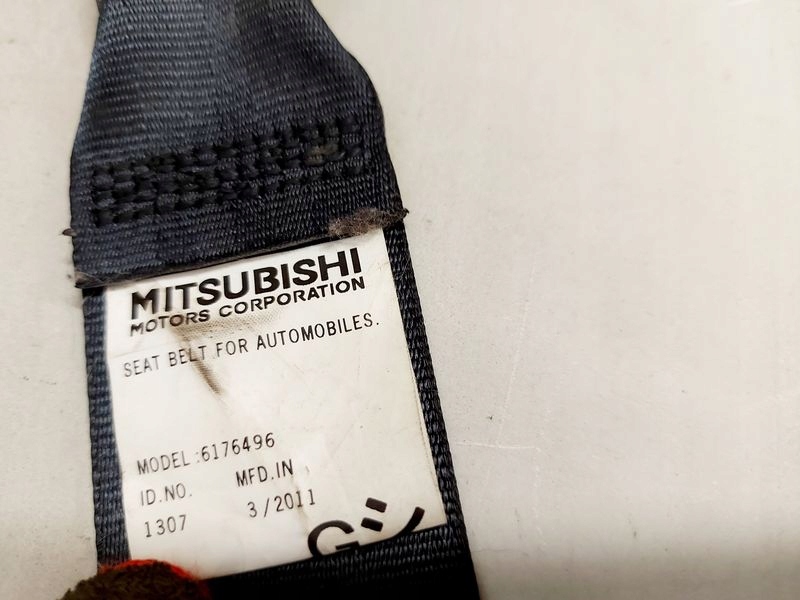 MITSUBISHI
MOTORS CORPORATION
SEAT BELT FOR AUTOMOBILES.
MODEL:6176496
ID.NO. MFD.IN
1307 3/2011